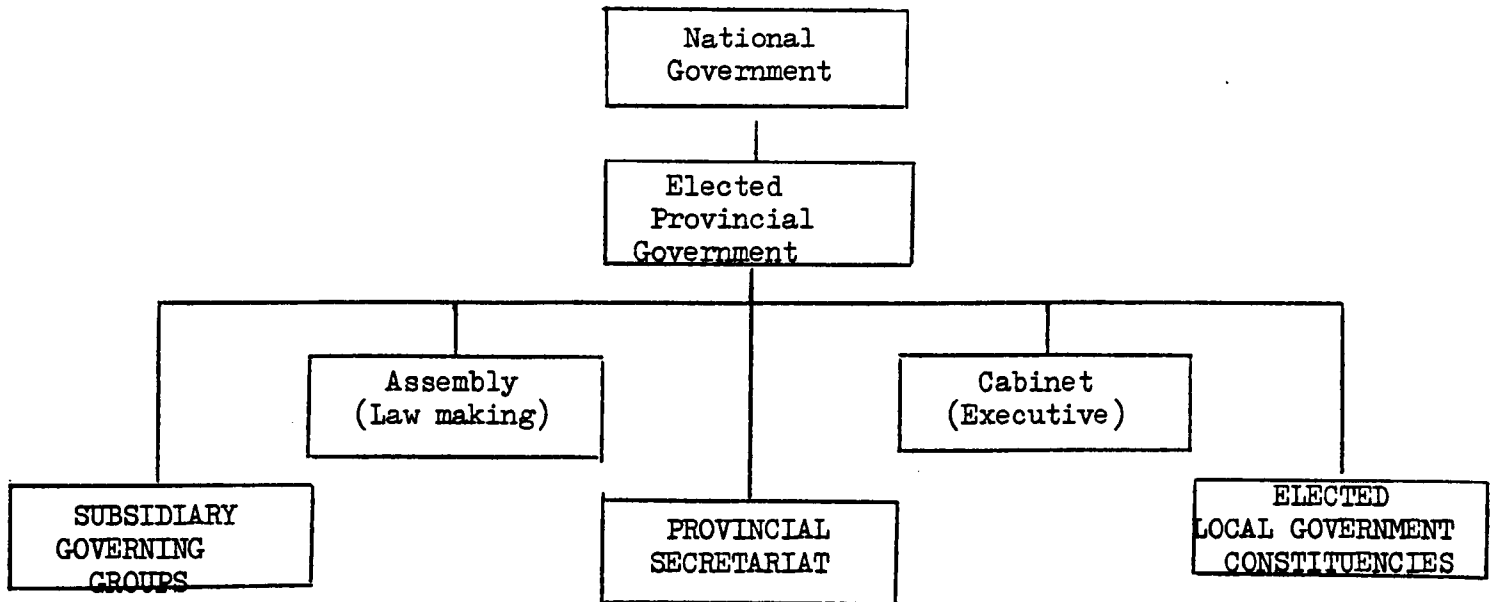 National
Government
Elected
Provincial
Government
Assembly
(Law making)
Cabinet
(Executive)
SUBSIDIARY
GOVERNING
GROUPS
PROVINCIAL
SECRETARIAT
ELECTED
LOCAL GOVERNMENT
CONSTITUENCIES